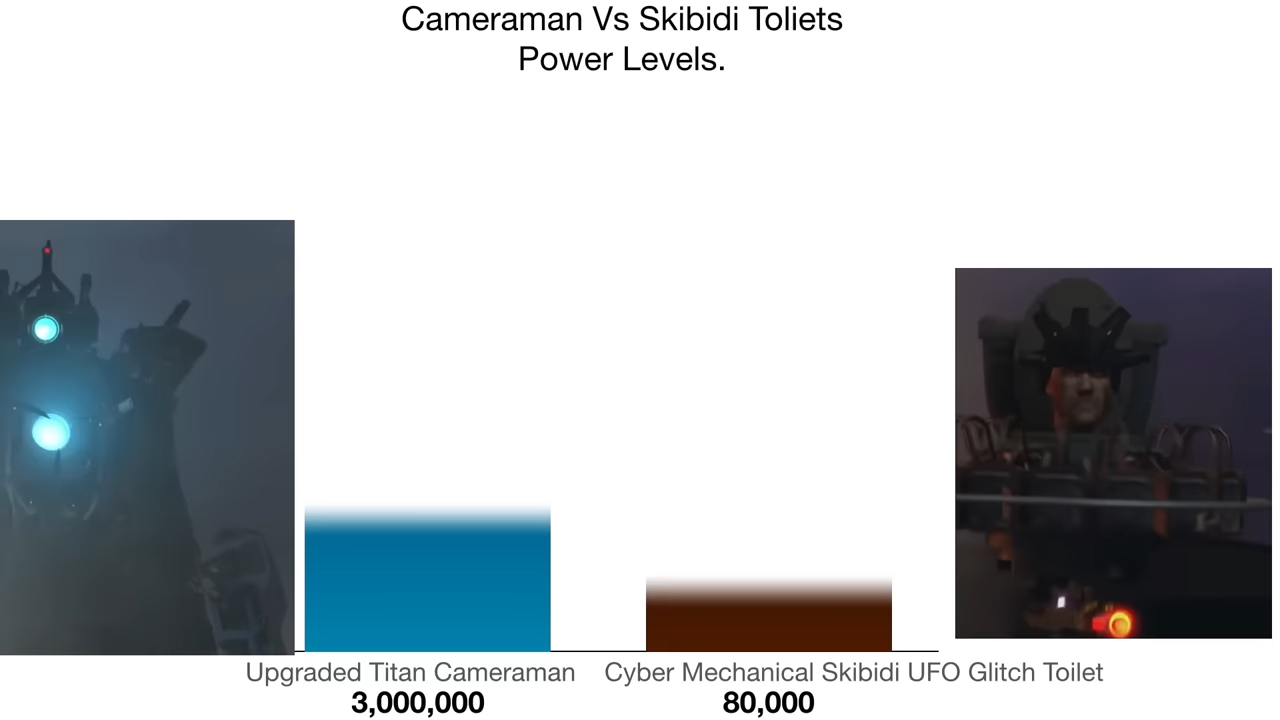 Cameraman Vs Skibidi Toliets
Power Levels.
Upgraded Titan Cameraman
3,000,000
Cyber Mechanical Skibidi UFO Glitch Toilet
80,000